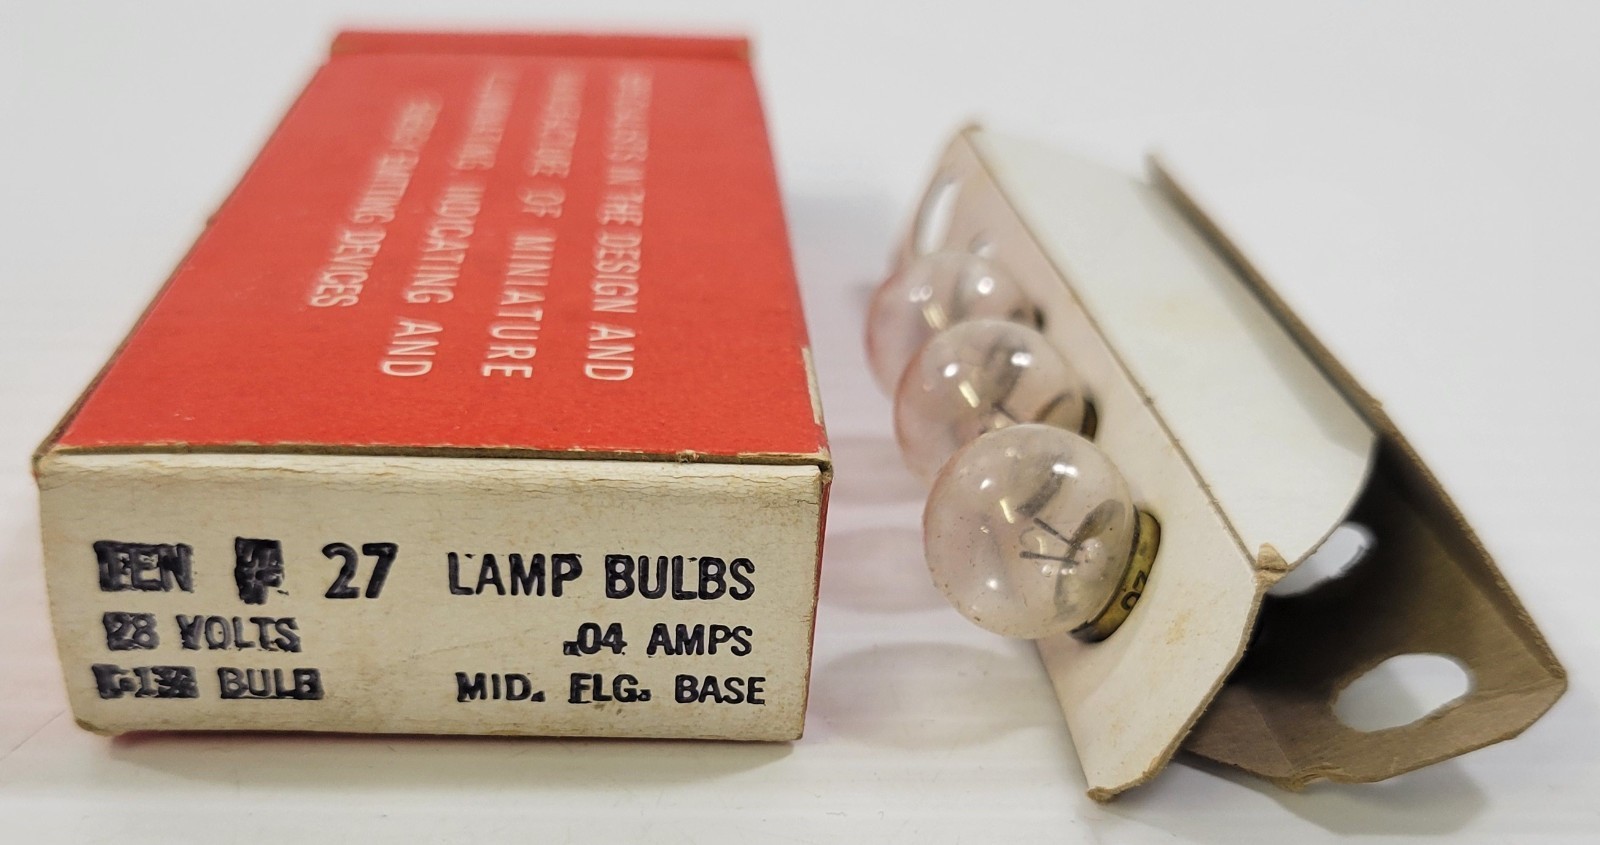 SPECIALISTS IN THE DESIGN AND
MANUFACTURE OF MINIATURE
ILLUMINATING, INDICATING AND
ENERGY EMITTING DEVICES
TEN # 27 LAMP BULBS
28 VOLTS .04 AMPS
BULB MID. FLG. BASE